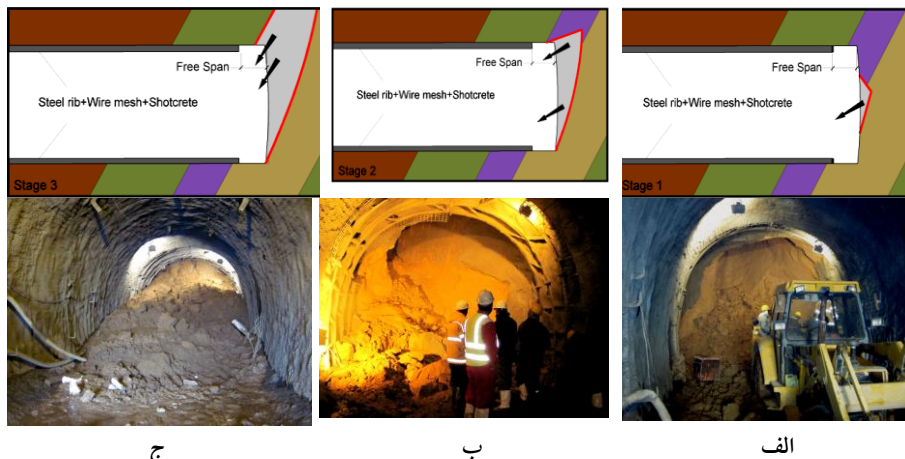 Free Span
Steel rib+Wire mesh+Shotcrete
Stage 3
Free Span
Steel rib+Wire mesh+Shotcrete
Stage 2
Free Span
Steel rib+Wire mesh+Shotcrete
Stage 1
الف
ب
ج